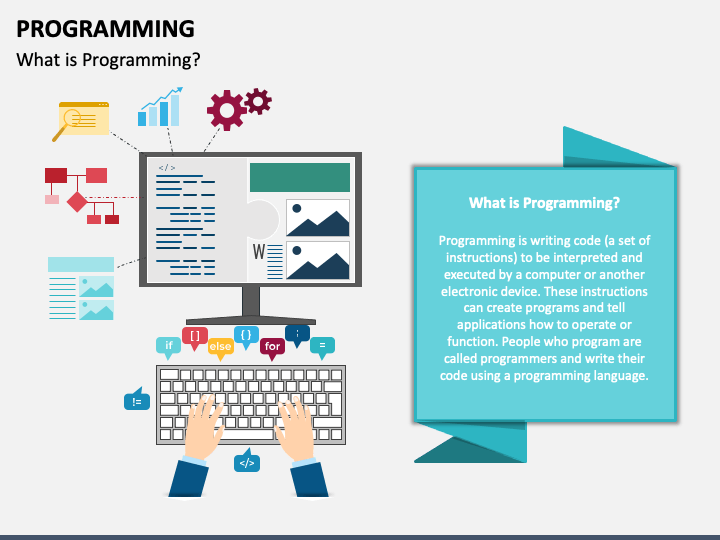 PROGRAMMING
What is Programming?
</>
W
if
[ ]
else
{ }
for
;
=
!=
</>
What is Programming?
Programming is writing code (a set of
instructions) to be interpreted and
executed by a computer or another
electronic device. These instructions
can create programs and tell
applications how to operate or
function. People who program are
called programmers and write their
code using a programming language.